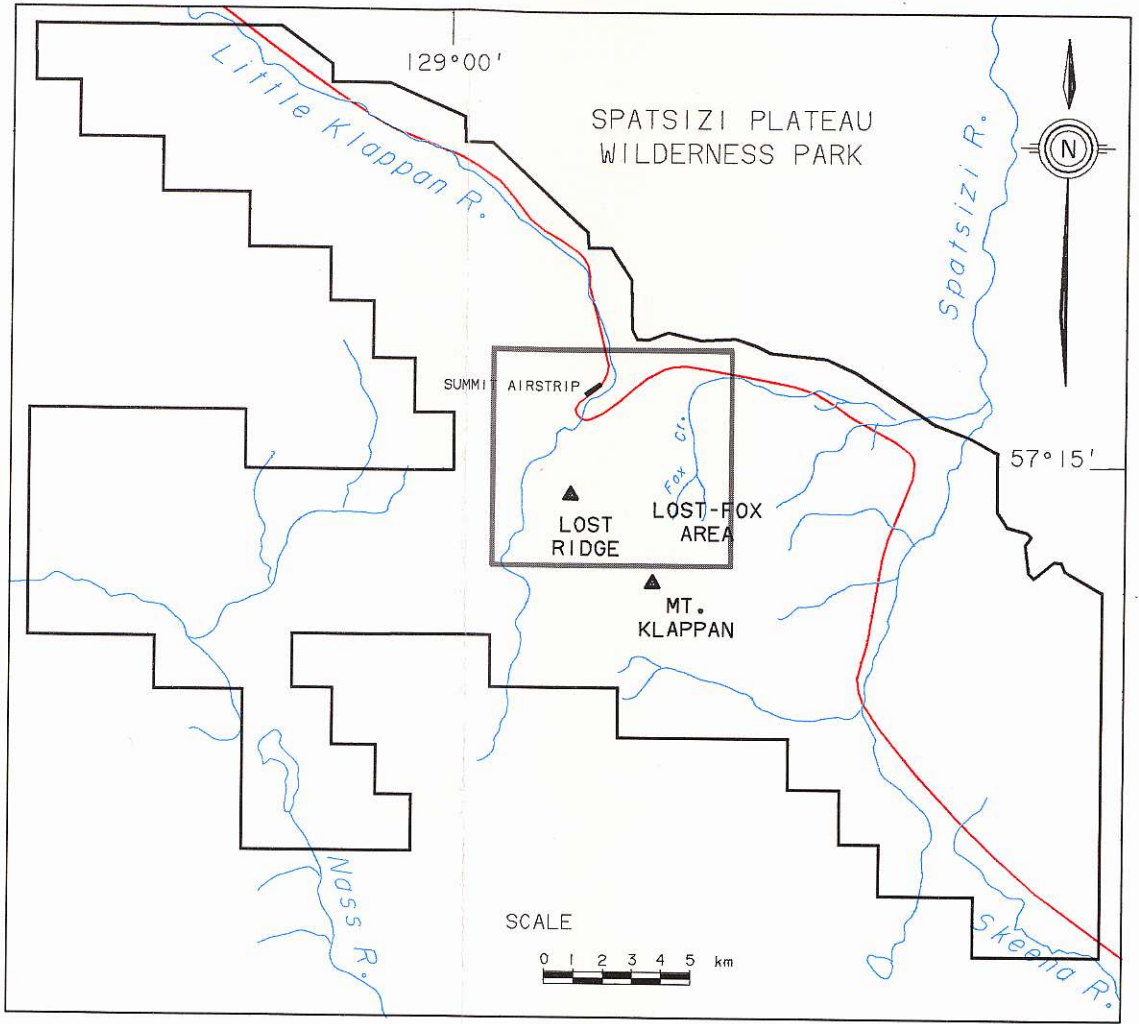 129°00'
Little Klappan R.
SPATSIZI PLATEAU
WILDERNESS PARK
Spatsizi R.
N
SUMMIT AIRSTRIP
Fox Cr.
57°15'
LOST
RIDGE
LOST-FOX
AREA
MT.
KLAPPAN
Nass R.
SCALE
0 1 2 3 4 5 km
Skeena R.